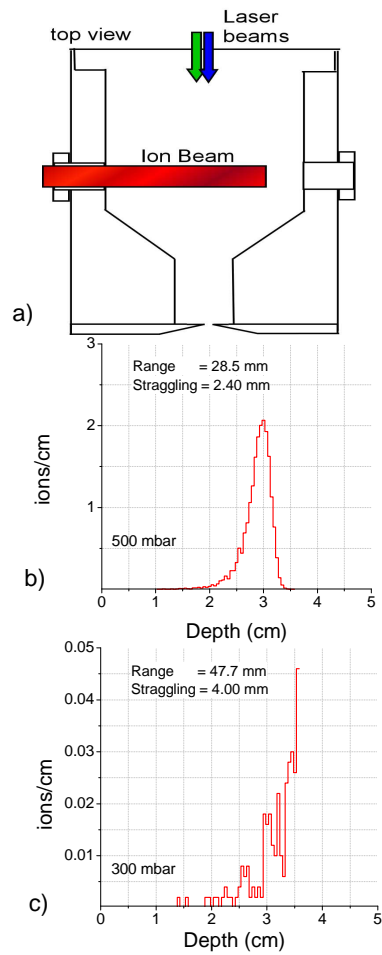 top view
Laser
beams
Ion Beam
a)
3
2
1
0
ions/cm
Range = 28.5 mm
Straggling = 2.40 mm
500 mbar
0 1 2 3 4 5
Depth (cm)
b)
0.05
0.04
0.03
0.02
0.01
ions/cm
Range = 47.7 mm
Straggling = 4.00 mm
300 mbar
0 1 2 3 4 5
Depth (cm)
c)